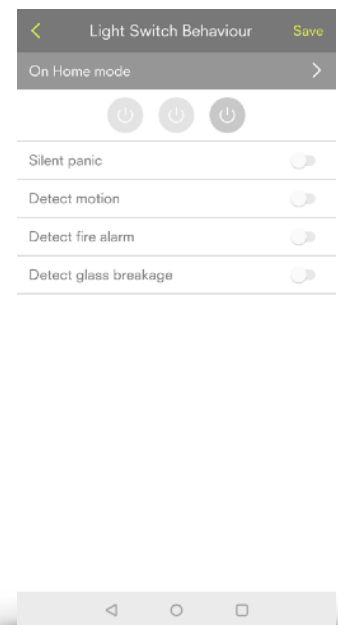 Light Switch Behaviour Save
On Home mode
Silent panic
Detect motion
Detect fire alarm
Detect glass breakage